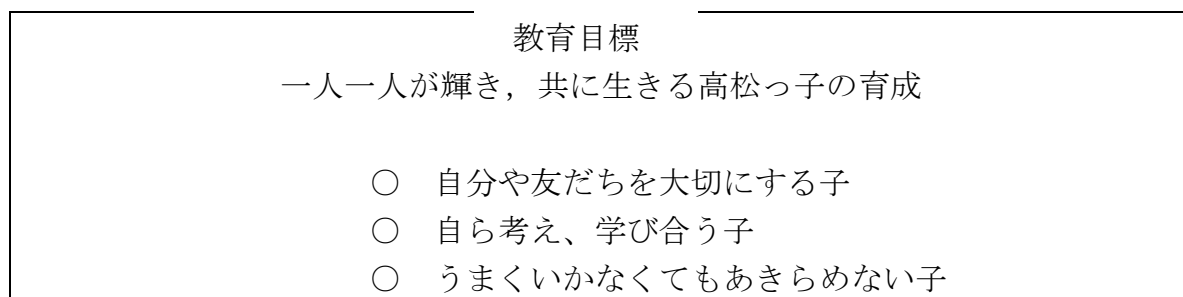 教育目標
一人一人が輝き，共に生きる高松っ子の育成
○　自分や友だちを大切にする子
○　自ら考え、学び合う子
○　うまくいかなくてもあきらめない子